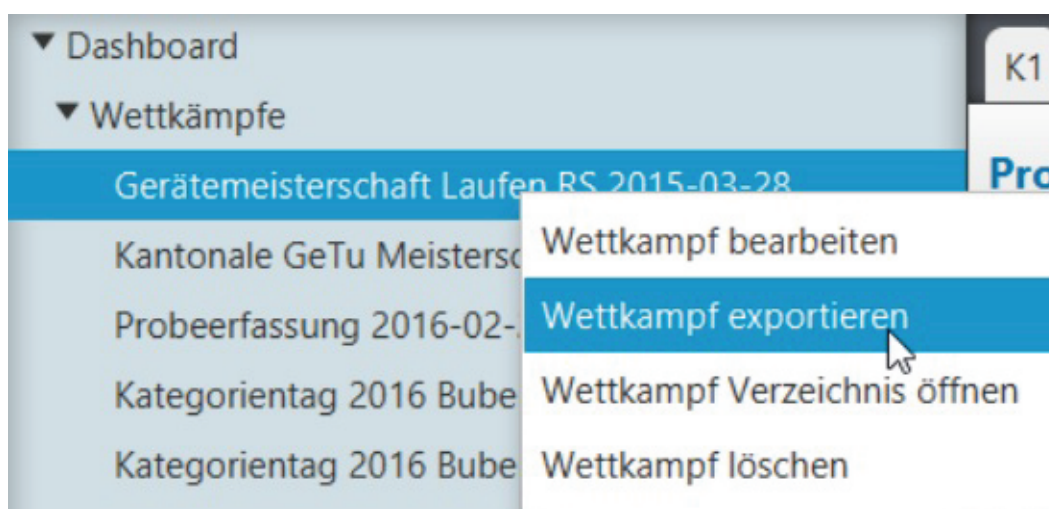 Dashboard
K1
Wettkämpfe
Gerätemeisterschaft Laufen RS 2015-03-28
Pro
Kantonale GeTu Meistersc
Probeerfassung 2016-02-
Kategorientag 2016 Bube
Kategorientag 2016 Bube
Wettkampf bearbeiten
Wettkampf exportieren
Wettkampf Verzeichnis öffnen
Wettkampf löschen